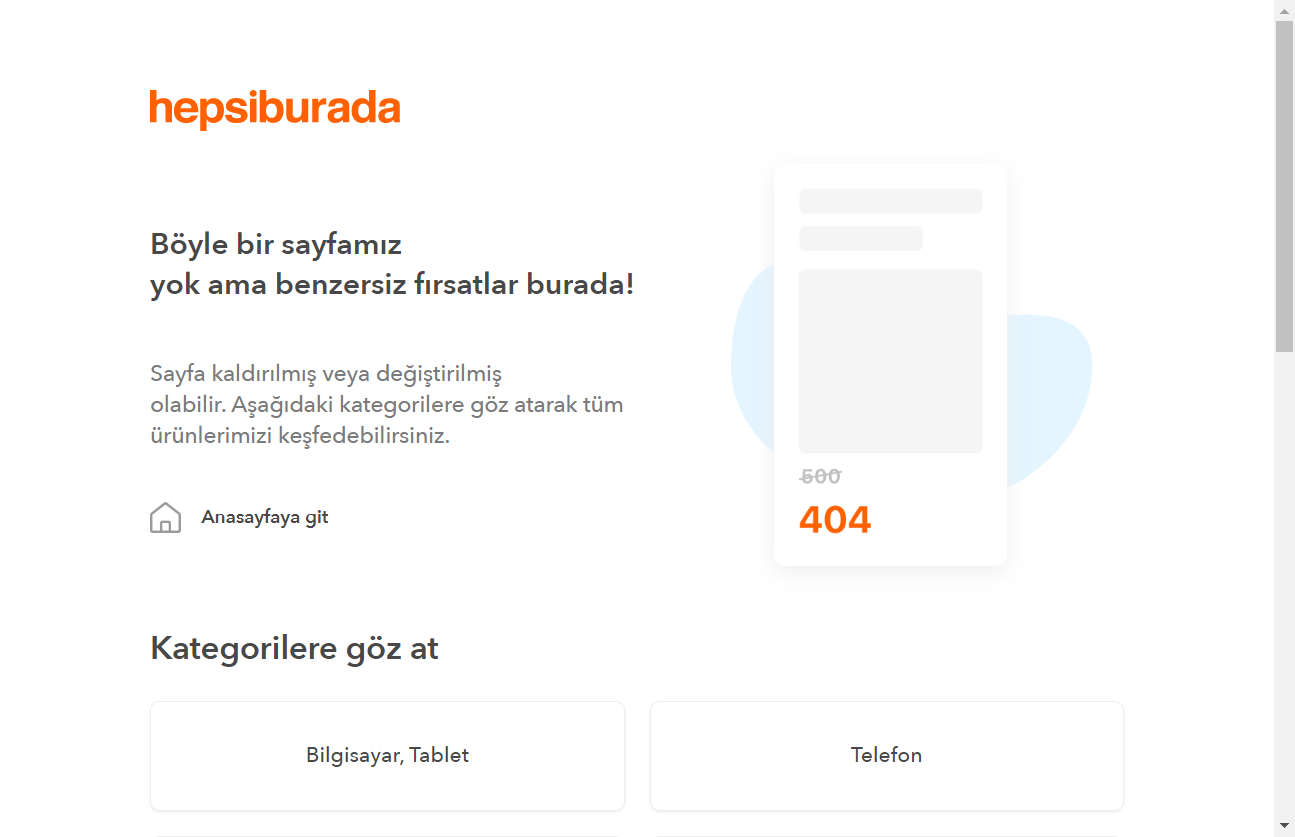 hepsiburada
Böyle bir sayfamız
yok ama benzersiz fırsatlar burada!
Sayfa kaldırılmış veya değiştirilmiş
olabilir. Aşağıdaki kategorilere göz atarak tüm
ürünlerimizi keşfedebilirsiniz.
Anasayfaya git
500
404
Kategorilere göz at
Bilgisayar, Tablet
Telefon